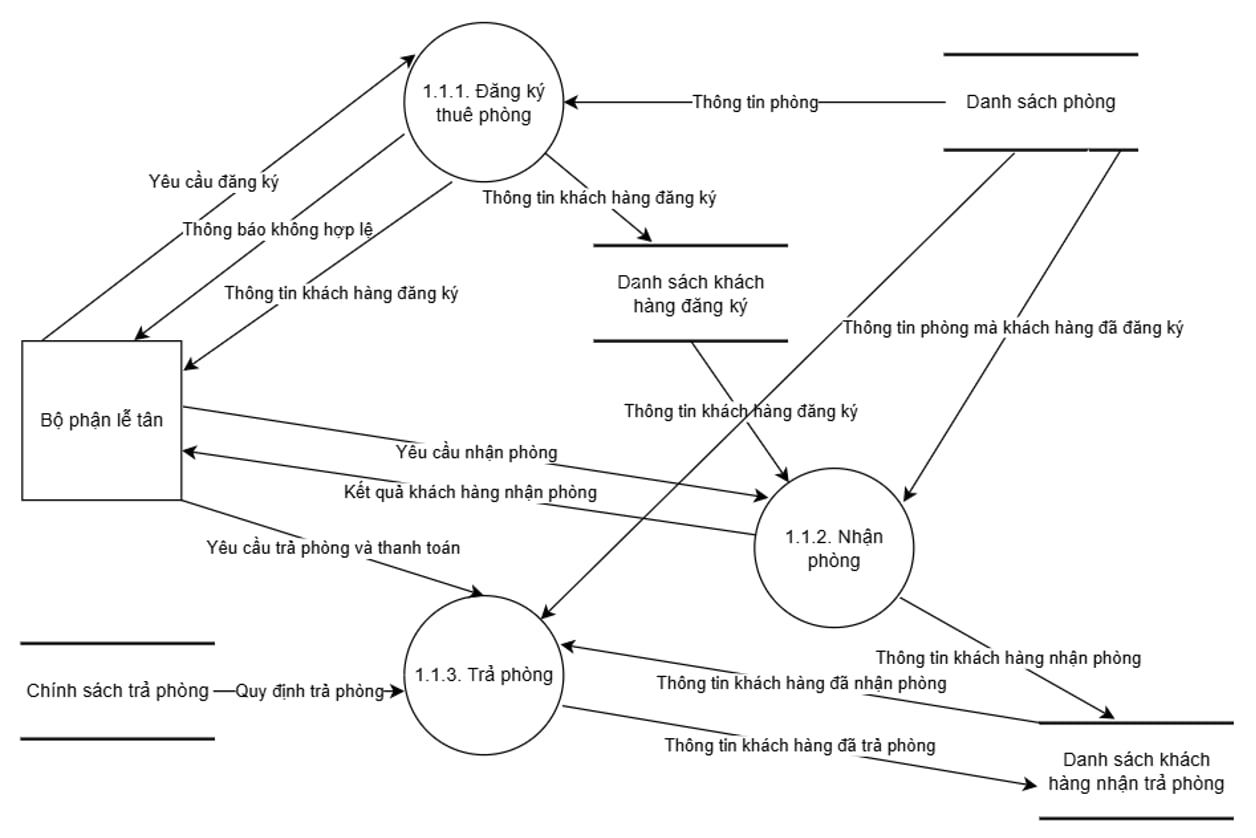 1.1.1. Đăng ký
thuê phòng
Thông tin phòng
Danh sách phòng
Yêu cầu đăng ký
Thông tin khách hàng đăng ký
Thông báo không hợp lệ
Danh sách khách
hàng đăng ký
Thông tin khách hàng đăng ký
Thông tin phòng mà khách hàng đã đăng ký
Bộ phận lễ tân
Thông tin khách hàng đăng ký
Yêu cầu nhận phòng
Kết quả khách hàng nhận phòng
1.1.2. Nhận
phòng
Yêu cầu trả phòng và thanh toán
Thông tin khách hàng nhận phòng
1.1.3. Trả phòng
Thông tin khách hàng đã nhận phòng
Chính sách trả phòng
Quy định trả phòng
Thông tin khách hàng đã trả phòng
Danh sách khách
hàng nhận trả phòng